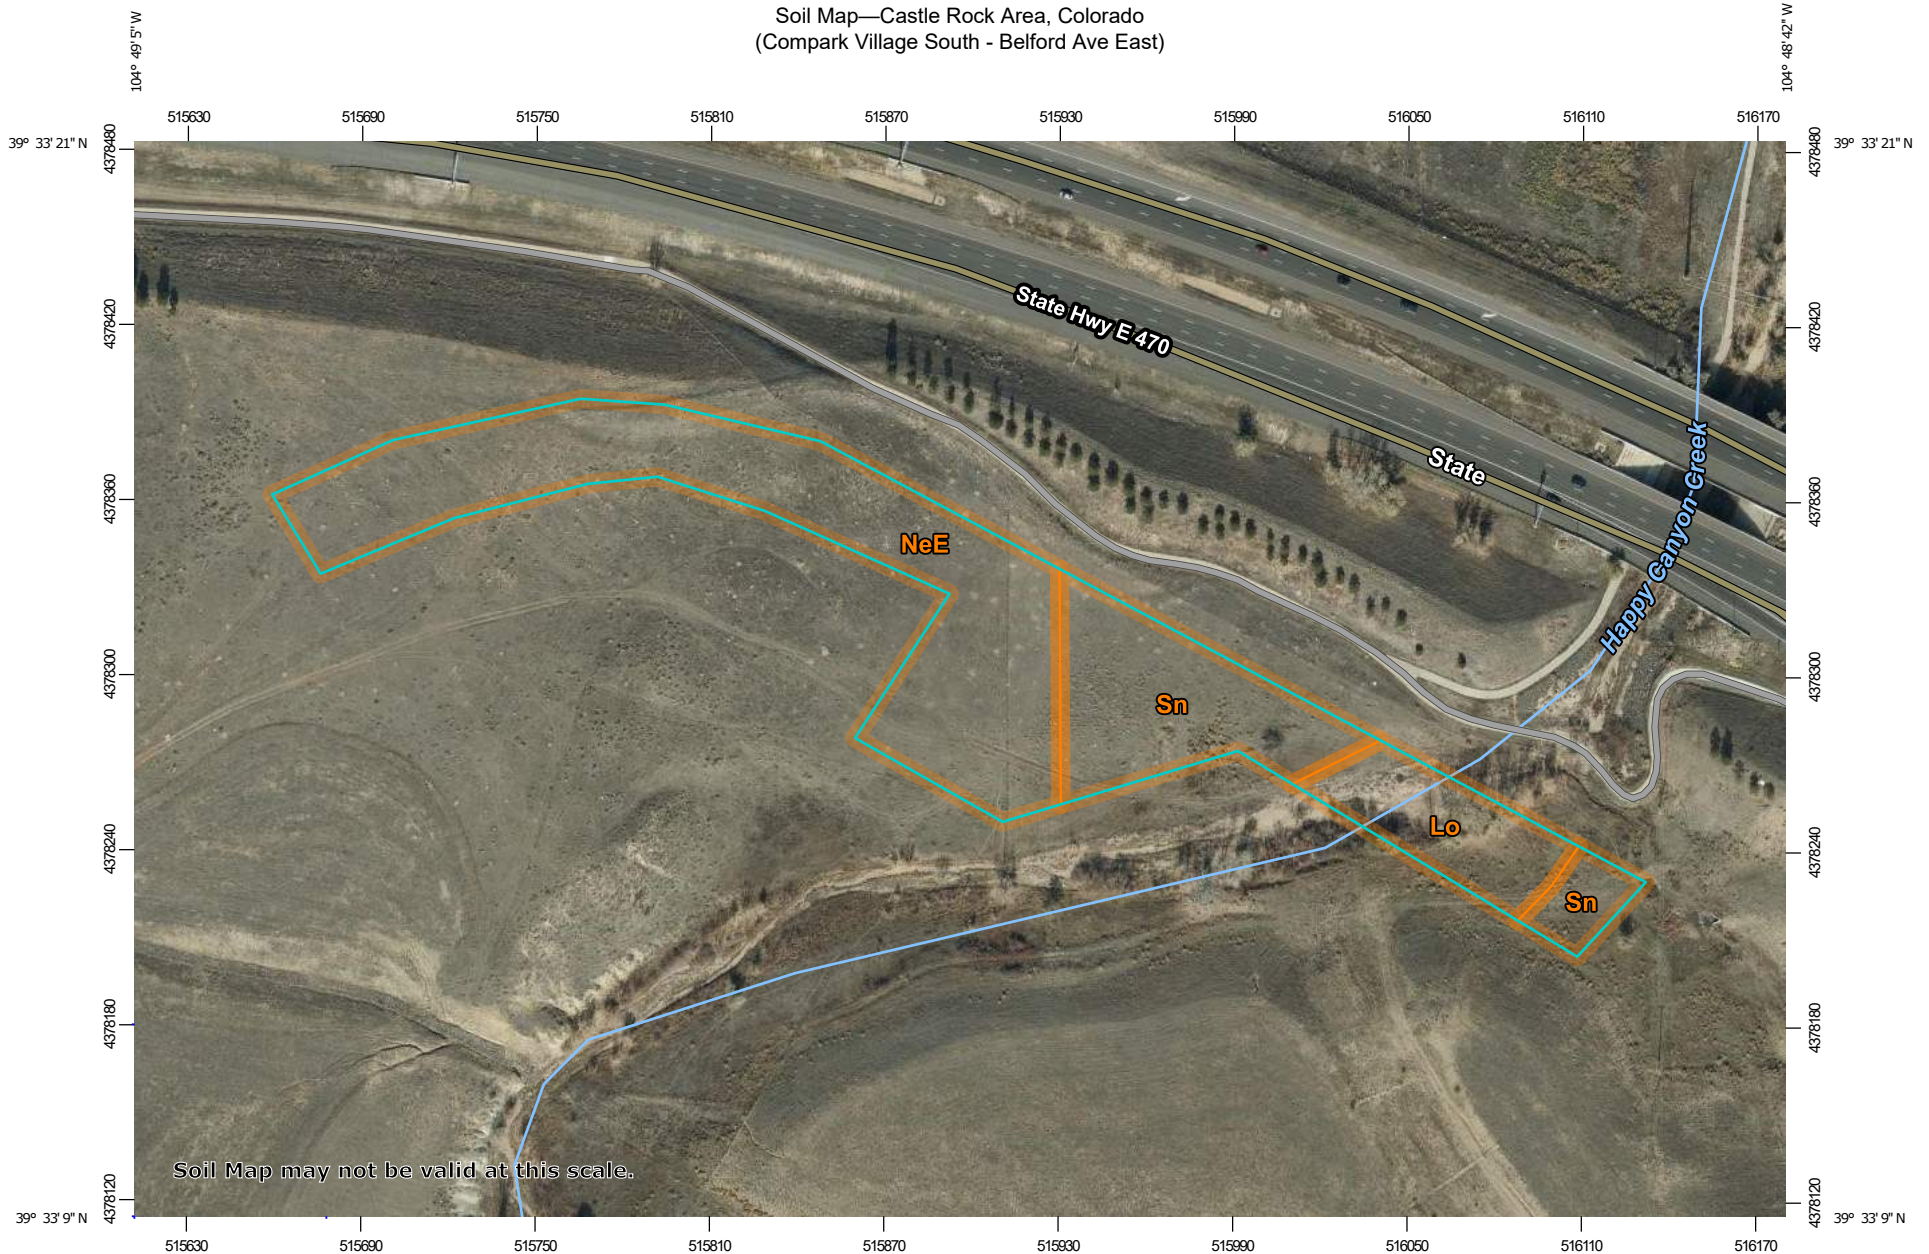 Soil Map—Castle Rock Area, Colorado
(Compark Village South - Belford Ave East)
104° 49' 5'' W
104° 48' 42'' W
515630
515690
515750
515810
515870
515930
515990
516050
516110
516170
39° 33' 21'' N
39° 33' 21'' N
4378480
4378480
4378420
4378420
4378360
4378360
4378300
4378300
4378240
4378240
4378180
4378180
4378120
4378120
State Hwy E 470
State
Happy Canyon Creek
NeE
Sn
Lo
Sn
Soil Map may not be valid at this scale.
39° 33' 9'' N
39° 33' 9'' N
515630
515690
515750
515810
515870
515930
515990
516050
516110
516170